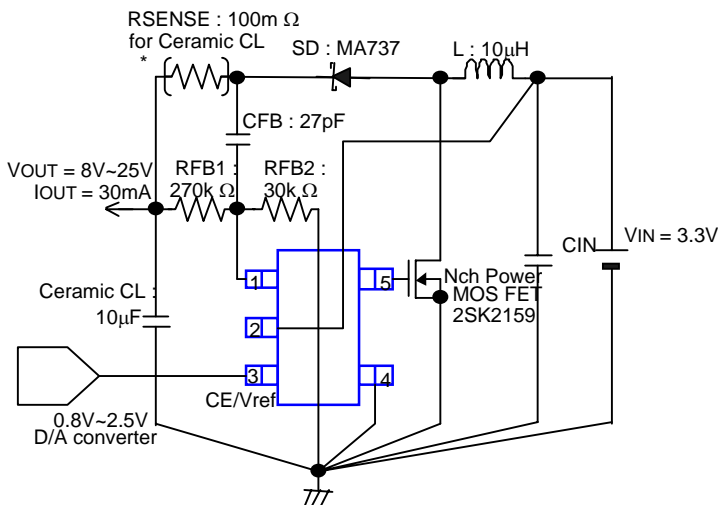 RSENSE : 100m Ω
for Ceramic CL
*
SD : MA737
L : 10µH
CFB : 27pF
VOUT = 8V~25V
IOUT = 30mA
RFB1 :
270k Ω
RFB2 :
30k Ω
1
2
3
5
4
Nch Power
MOS FET
2SK2159
CIN
VIN = 3.3V
Ceramic CL :
10µF
CE/Vref
0.8V~2.5V
D/A converter